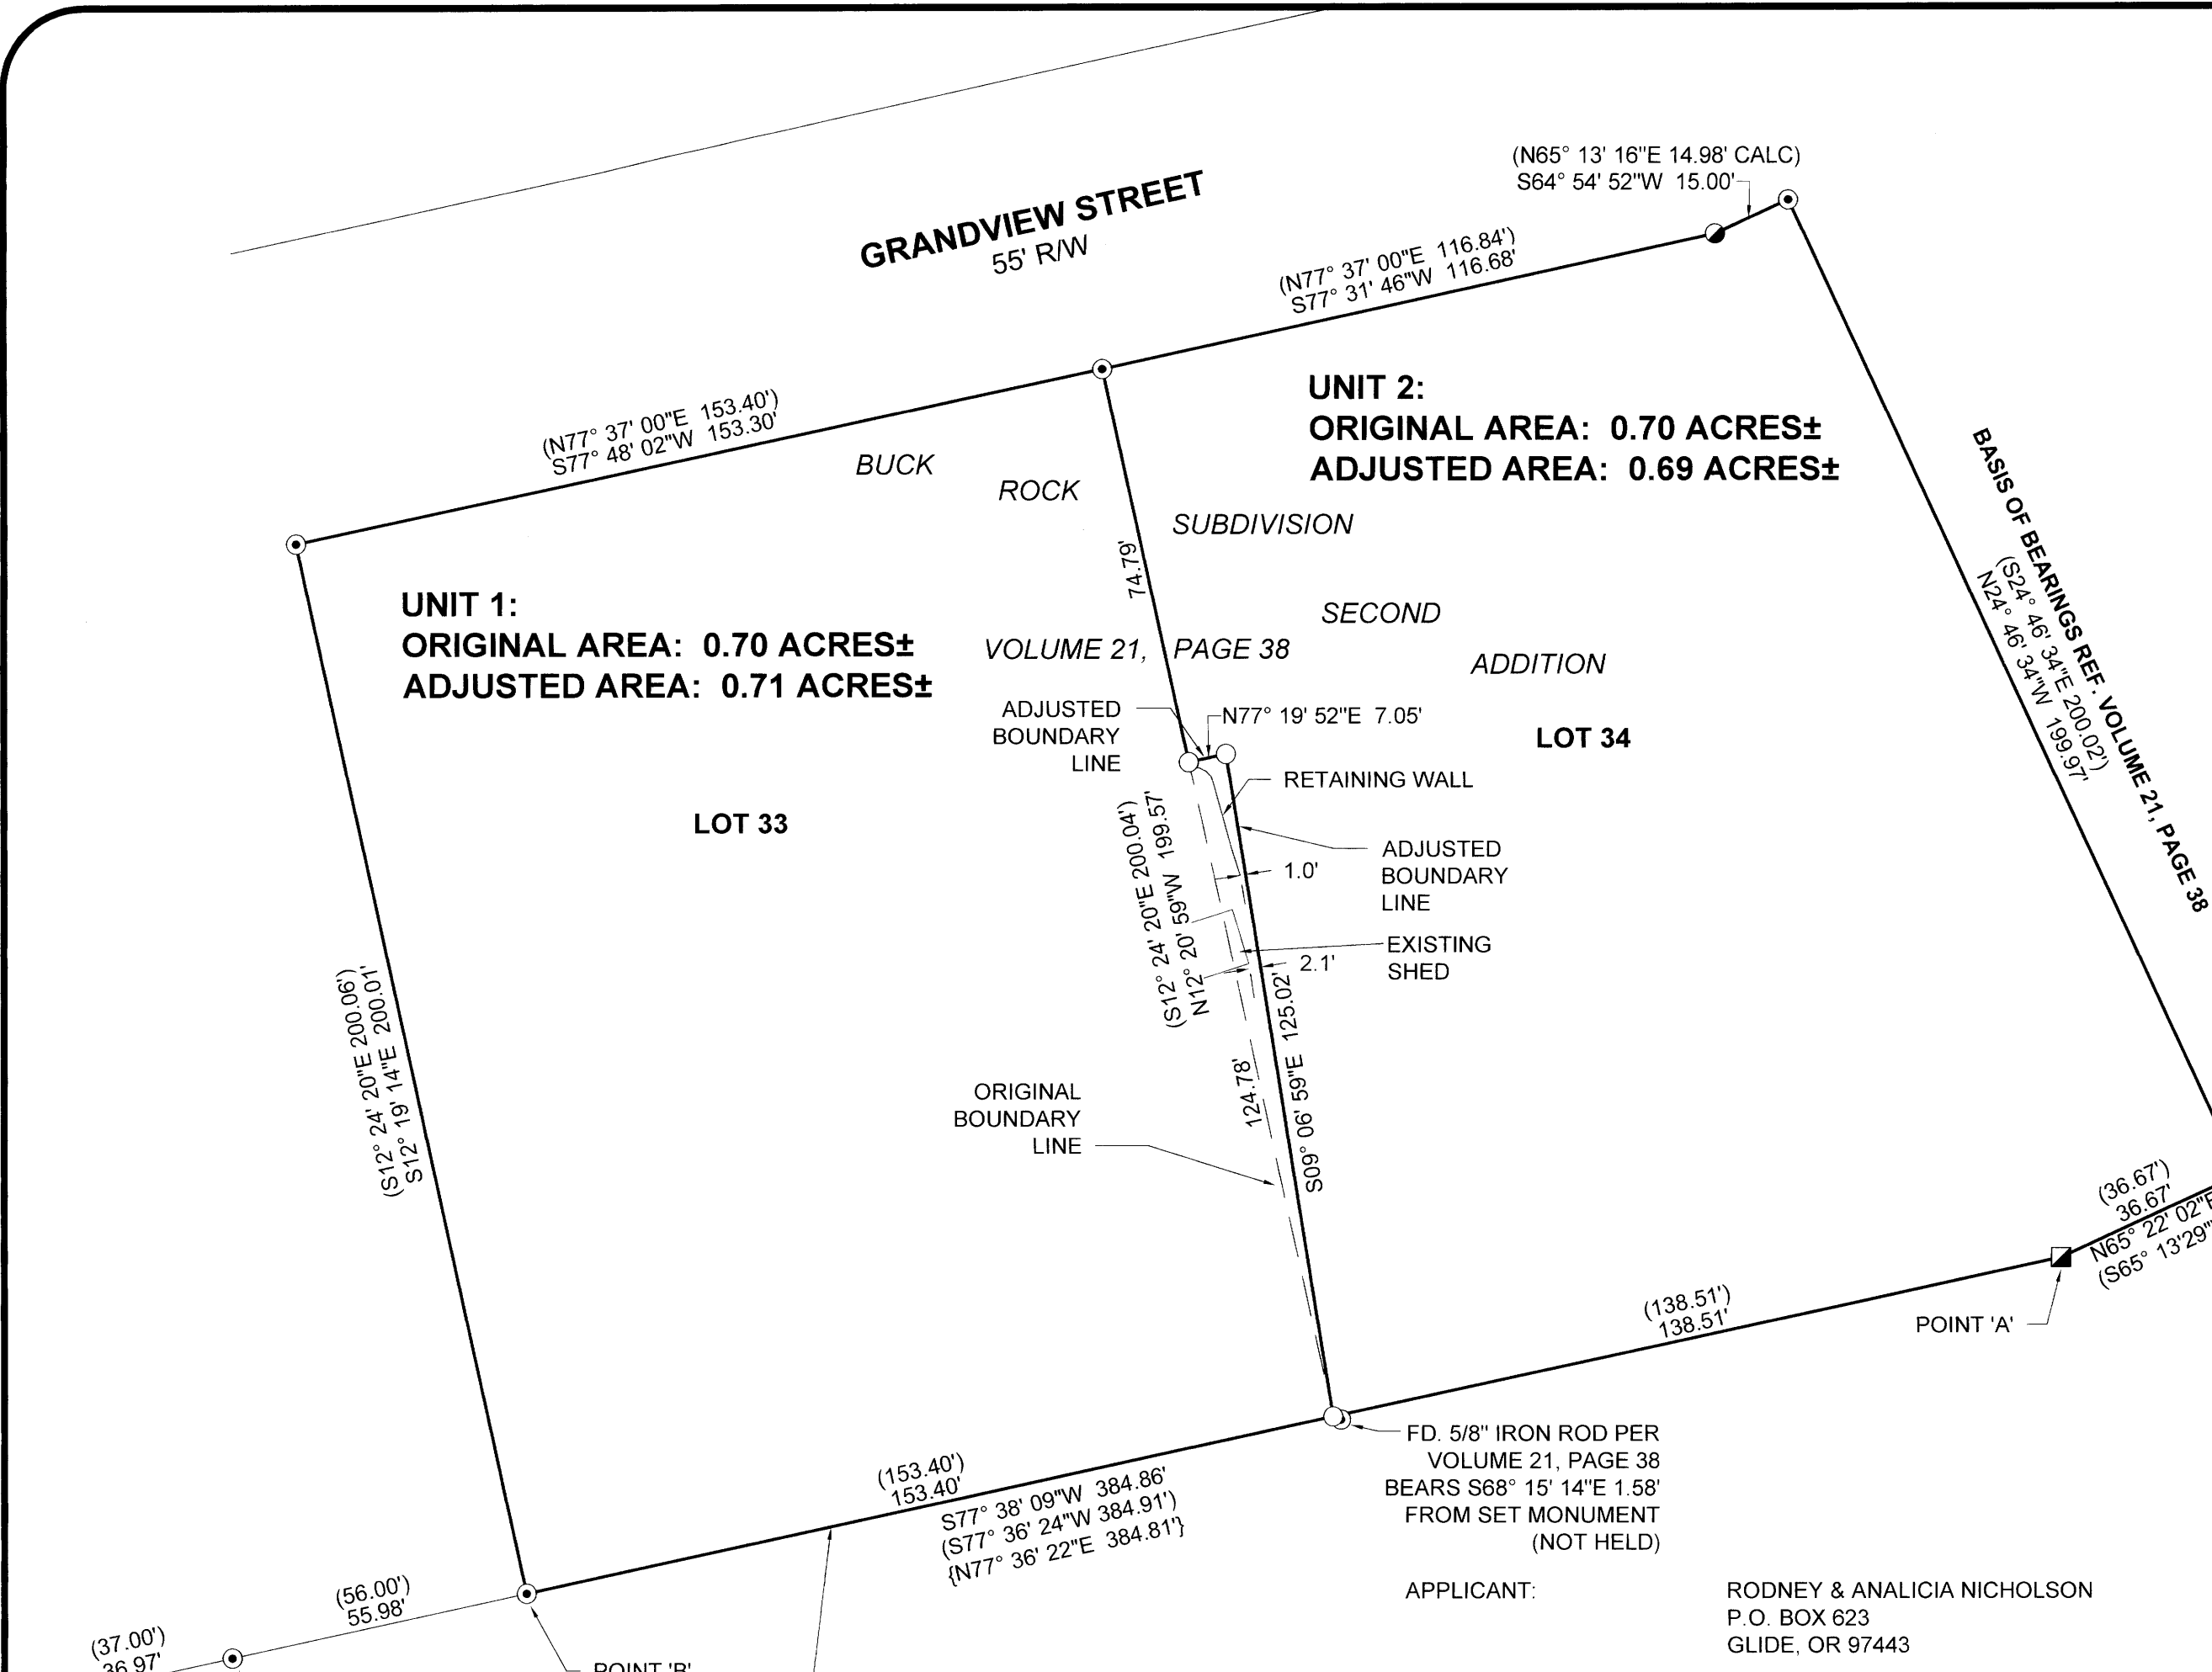 (N65° 13' 16"E 14.98' CALC)
S64° 54' 52"W 15.00'
GRANDVIEW STREET
55' R/W
(N77° 37' 00"E 116.84')
S77° 31' 46"W 116.68'
(N77° 37' 00"E 153.40')
S77° 48' 02"W 153.30'
UNIT 2:
ORIGINAL AREA: 0.70 ACRES±
ADJUSTED AREA: 0.69 ACRES±
BUCK
ROCK
SUBDIVISION
SECOND
ADDITION
VOLUME 21, PAGE 38
BASIS OF BEARINGS REF. VOLUME 21, PAGE 38
(S24° 46' 34"E 200.02')
N24° 46' 34"W 199.97'
74.79'
UNIT 1:
ORIGINAL AREA: 0.70 ACRES±
ADJUSTED AREA: 0.71 ACRES±
ADJUSTED
BOUNDARY
LINE
N77° 19' 52"E 7.05'
LOT 34
RETAINING WALL
LOT 33
(S12° 24' 20"E 200.04')
N12° 20' 59"W 199.57'
ADJUSTED
BOUNDARY
LINE
1.0'
EXISTING
SHED
2.1'
(S12° 24' 20"E 200.06')
S12° 19' 14"E 200.01'
124.78'
S09° 06' 59"E 125.02'
ORIGINAL
BOUNDARY
LINE
(36.67')
36.67'
N65° 22' 02"E
(S65° 13'29"
(138.51')
138.51'
POINT 'A'
FD. 5/8" IRON ROD PER
VOLUME 21, PAGE 38
BEARS S68° 15' 14"E 1.58'
FROM SET MONUMENT
(NOT HELD)
(153.40')
153.40'
S77° 38' 09"W 384.86'
(S77° 36' 24"W 384.91')
{N77° 36' 22"E 384.81'}
(56.00')
55.98'
(37.00')
36.97'
POINT 'B'
APPLICANT:
RODNEY & ANALICIA NICHOLSON
P.O. BOX 623
GLIDE, OR 97443